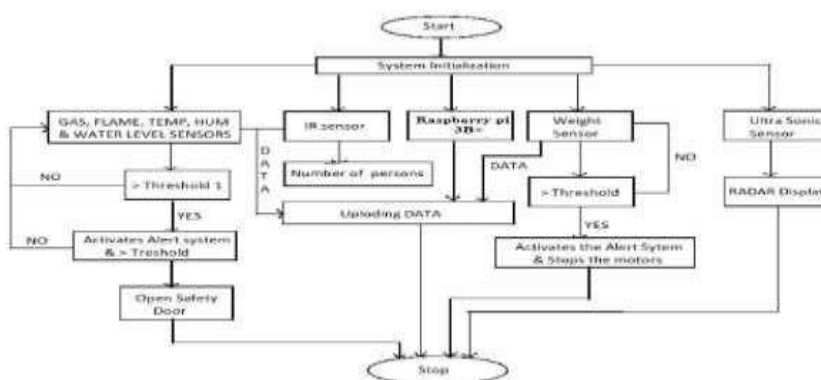 Start
System Initialization
GAS, FLAME, TEMP, HUM
& WATER LEVEL SENSORS
IR sensor
Raspberry pi
3B+
Weight
Sensor
Ultra Sonic
Sensor
DATA
NO
DATA
Number of persons
NO
> Threshold 1
> Threshold
RADAR Display
YES
Uploding DATA
YES
NO
Activates Alert system
& > Treshold
Activates the Alert Sytem
& Stops the motors
Open Safety
Door
Stop